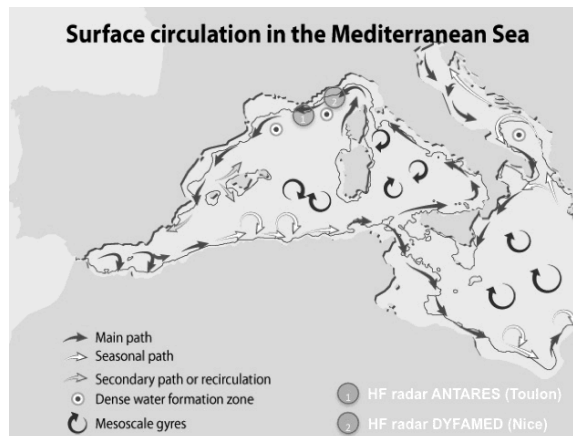 Surface circulation in the Mediterranean Sea
1
2
Main path
Seasonal path
Secondary path or recirculation
Dense water formation zone
Mesoscale gyres
1 HF radar ANTARES (Toulon)
2 HF radar DYFAMED (Nice)